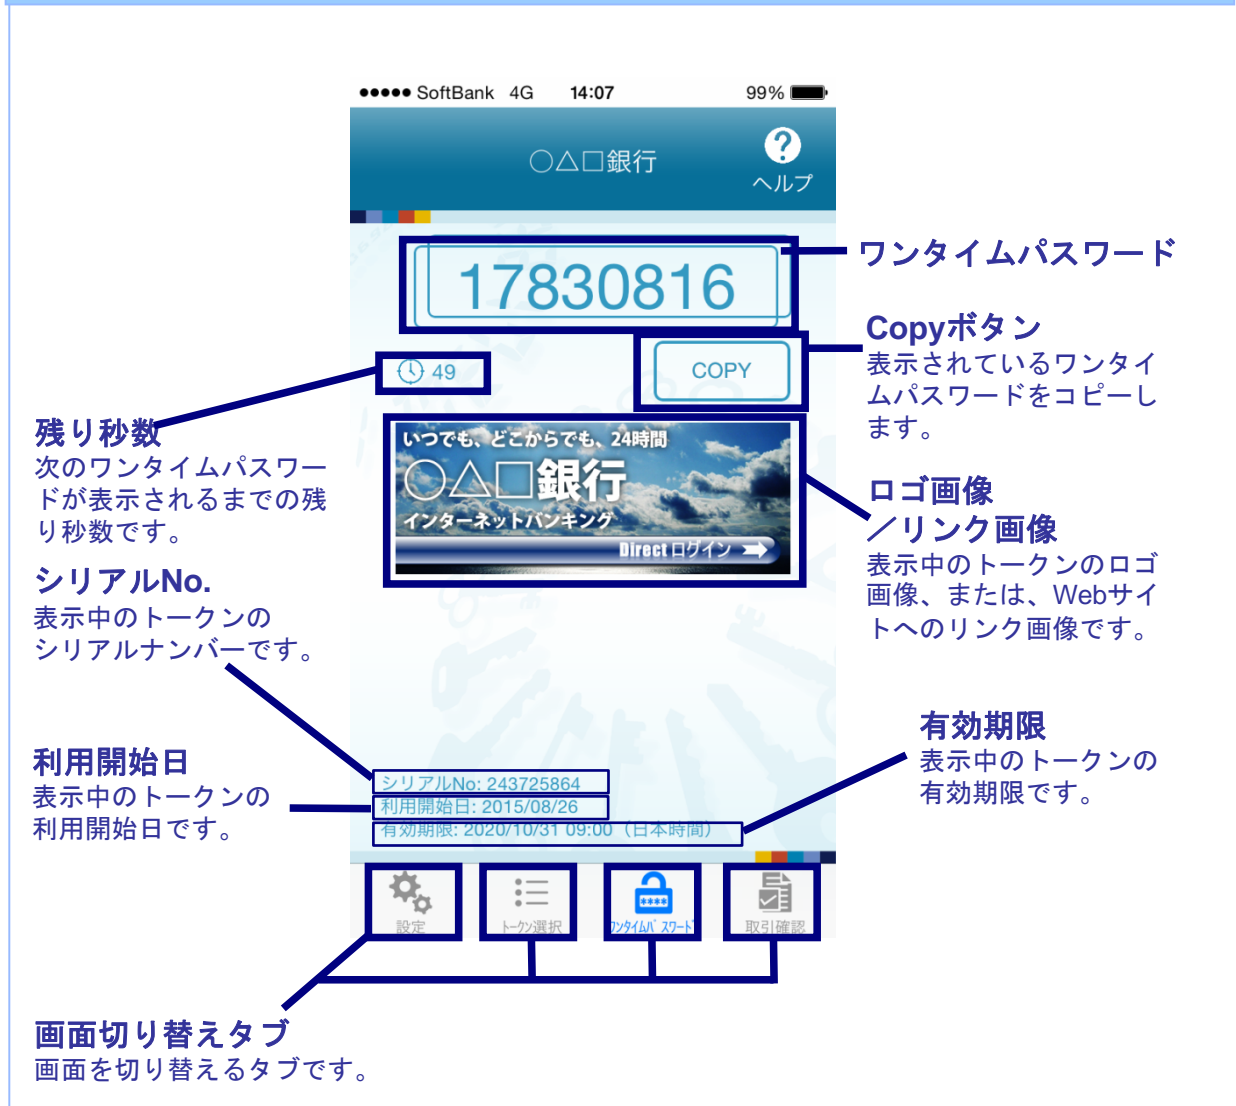 SoftBank 4G 14:07 99%
○△□銀行
?
ヘルプ
17830816
ワンタイムパスワード
49
COPY
Copyボタン
表示されているワンタイ
ムパスワードをコピーし
ます。
残り秒数
次のワンタイムパスワー
ドが表示されるまでの残
り秒数です。
いつでも、どこからでも、24時間
○△□銀行
インターネットバンキング
Direct ログイン
ロゴ画像
／リンク画像
表示中のトークンのロゴ
画像、または、Webサイ
トへのリンク画像です。
シリアルNo.
表示中のトークンの
シリアルナンバーです。
利用開始日
表示中のトークンの
利用開始日です。
有効期限
表示中のトークンの
有効期限です。
シリアルNo: 243725864
利用開始日: 2015/08/26
有効期限: 2020/10/31 09:00（日本時間）
****
設定 ﾄｰｸﾝ選択 ﾜﾝﾀｲﾑﾊﾟｽﾜｰﾄﾞ 取引確認
画面切り替えタブ
画面を切り替えるタブです。